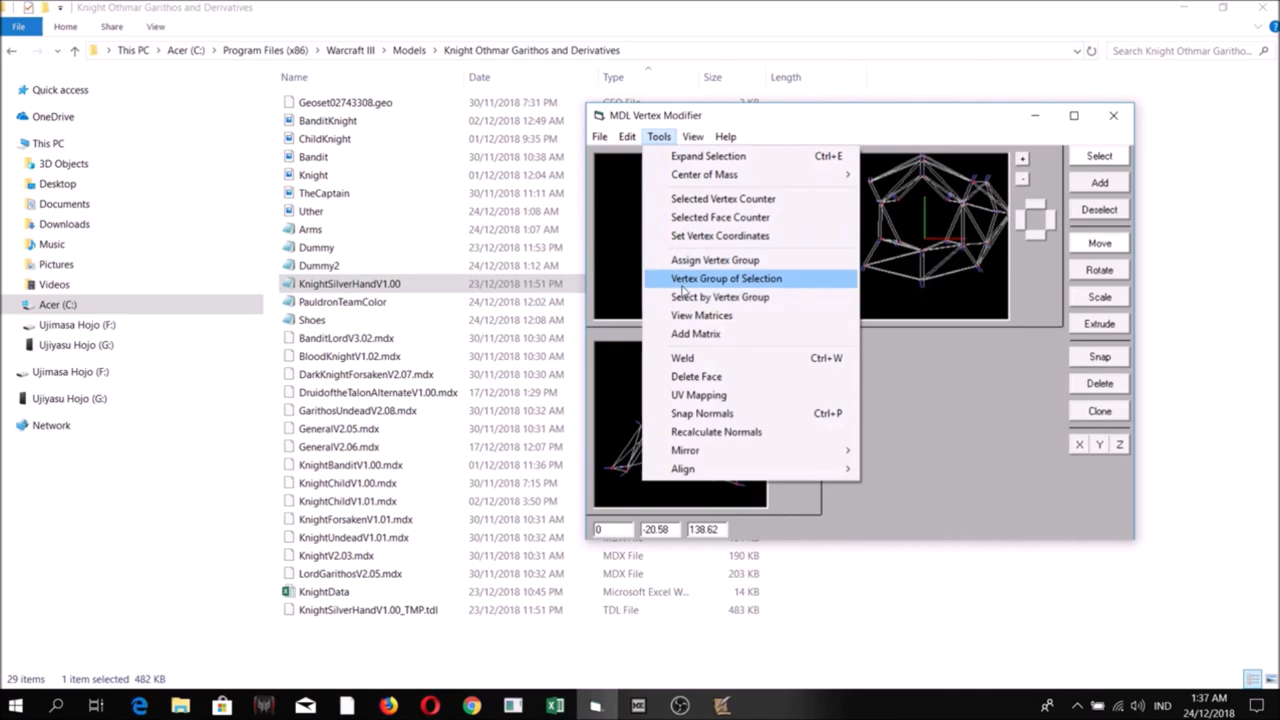 Knight Othmar Garithos and Derivatives
File Home Share View
This PC Acer (C:) Program Files (x86) Warcraft III Models Knight Othmar Garithos and Derivatives Search Knight Othmar Garitho...
Name Date Type Size Length
Quick access
OneDrive
This PC
3D Objects
Desktop
Documents
Downloads
Music
Pictures
Videos
Acer (C:)
Ujimasa Hojo (F:)
Ujiyasu Hojo (G:)
Ujimasa Hojo (F:)
Ujiyasu Hojo (G:)
Network
Geoset02743308.geo 30/11/2018 7:31 PM
BanditKnight 02/12/2018 12:49 AM
ChildKnight 01/12/2018 9:35 PM
Bandit 30/11/2018 10:38 AM
Knight 01/12/2018 12:04 AM
TheCaptain 30/11/2018 11:11 AM
Uther 24/12/2018 1:08 AM
Arms 24/12/2018 1:07 AM
Dummy 23/12/2018 11:53 PM
Dummy2 24/12/2018 1:12 AM
KnightSilverHandV1.00 23/12/2018 11:51 PM
PauldronTeamColor 24/12/2018 12:02 AM
Shoes 24/12/2018 12:08 AM
BanditLordV3.02.mdx 30/11/2018 10:30 AM
BloodKnightV1.02.mdx 30/11/2018 10:30 AM
DarkKnightForsakenV2.07.mdx 30/11/2018 10:30 AM
DruidoftheTalonAlternateV1.00.mdx 17/12/2018 1:29 PM
GarithosUndeadV2.08.mdx 30/11/2018 10:32 AM
GeneralV2.05.mdx 30/11/2018 10:31 AM
GeneralV2.06.mdx 17/12/2018 12:07 PM
KnightBanditV1.00.mdx 01/12/2018 11:36 PM
KnightChildV1.00.mdx 30/11/2018 7:15 PM
KnightChildV1.01.mdx 02/12/2018 3:50 PM
KnightForsakenV1.01.mdx 30/11/2018 10:31 AM
KnightUndeadV1.01.mdx 30/11/2018 10:32 AM
KnightV2.03.mdx 30/11/2018 10:31 AM MDX File 190 KB
LordGarithosV2.05.mdx 30/11/2018 10:32 AM MDX File 203 KB
KnightData 23/12/2018 10:45 PM Microsoft Excel W... 14 KB
KnightSilverHandV1.00_TMP.tdl 23/12/2018 11:51 PM TDL File 483 KB
MDL Vertex Modifier
File Edit Tools View Help
Expand Selection Ctrl+E
Center of Mass
Selected Vertex Counter
Selected Face Counter
Set Vertex Coordinates
Assign Vertex Group
Vertex Group of Selection
Select by Vertex Group
View Matrices
Add Matrix
Weld Ctrl+W
Delete Face
UV Mapping
Snap Normals Ctrl+P
Recalculate Normals
Mirror
Align
+
-
Select
Add
Deselect
Move
Rotate
Scale
Extrude
Snap
Delete
Clone
X Y Z
0 -20.58 138.62
29 items 1 item selected 482 KB
IND
1:37 AM
24/12/2018